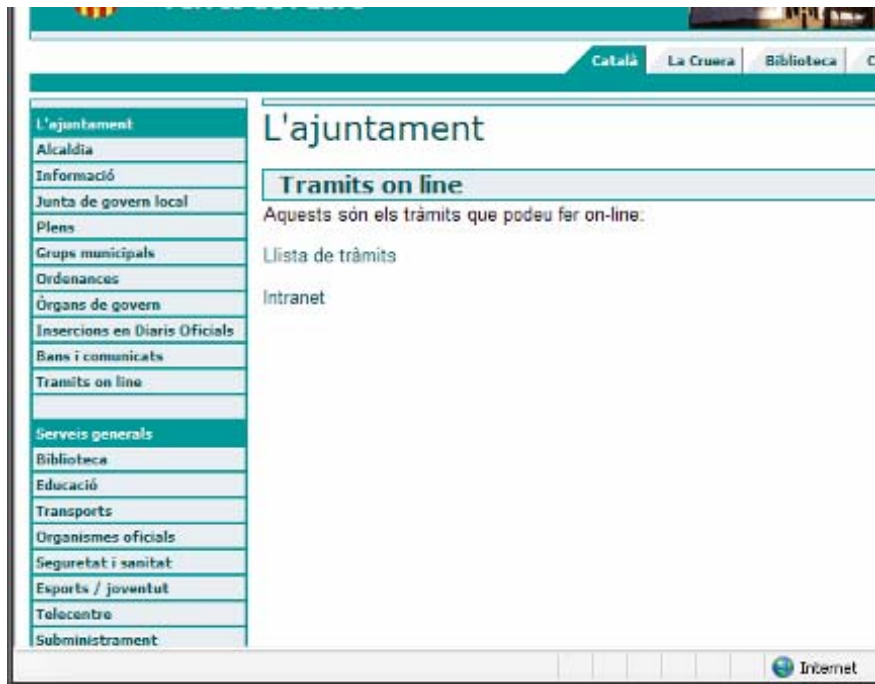 Català La Cruera Biblioteca
L'ajuntament
Alcaldia
Informació
Junta de govern local
Plens
Grups municipals
Ordenances
Òrgans de govern
Insercions en Diaris Oficials
Bans i comunicats
Tramits on line
Serveis generals
Biblioteca
Educació
Transports
Organismes oficials
Seguretat i sanitat
Esports / joventut
Telecentre
Subministrament
L'ajuntament
Tramits on line
Aquests són els tràmits que podeu fer on-line:
Llista de tràmits
Intranet
Internet